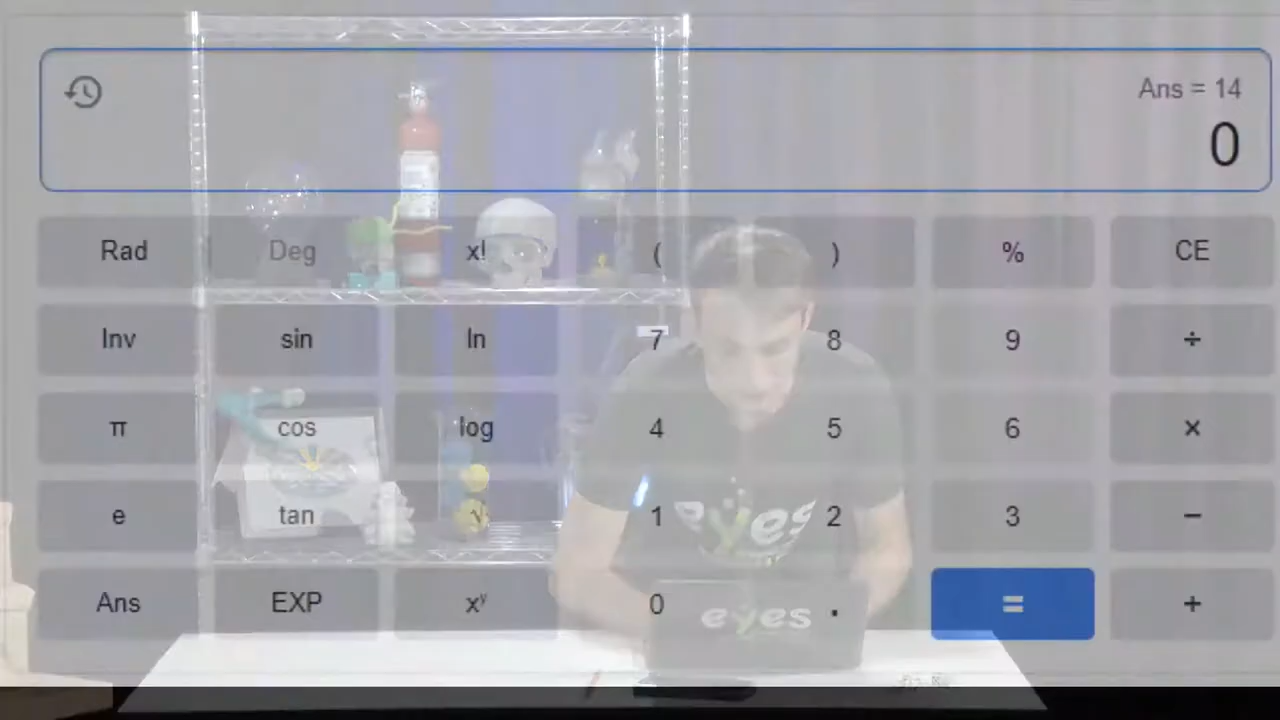 Ans = 14
0
Rad | Deg x! ( ) % CE
Inv sin ln 7 8 9 ÷
π cos log 4 5 6 ×
e tan √ 1 2 3 −
Ans EXP xʸ 0 . = +
eyes
eyes